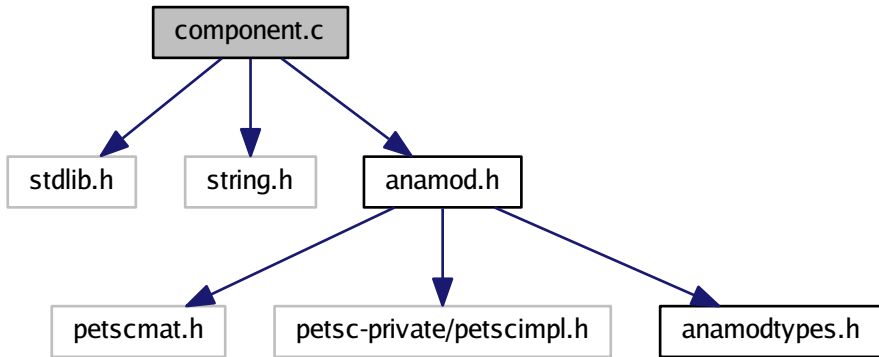 component.c
stdlib.h
string.h
anamod.h
petscmat.h
petsc-private/petscimpl.h
anamodtypes.h